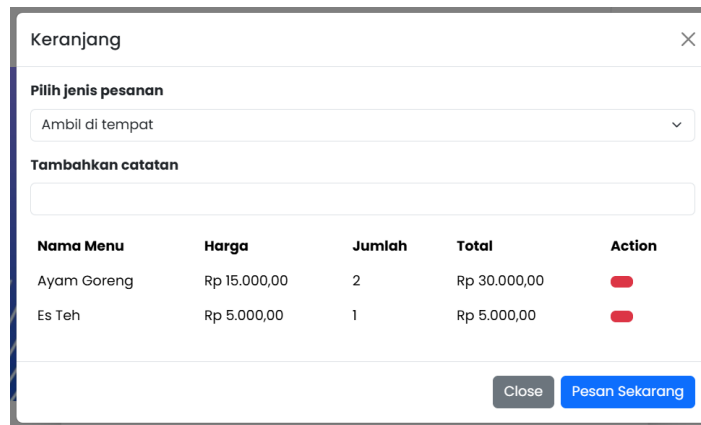 Keranjang
Pilih jenis pesanan
Ambil di tempat
Tambahkan catatan
Nama Menu Harga Jumlah Total Action
Ayam Goreng Rp 15.000,00 2 Rp 30.000,00
Es Teh Rp 5.000,00 1 Rp 5.000,00
Close Pesan Sekarang